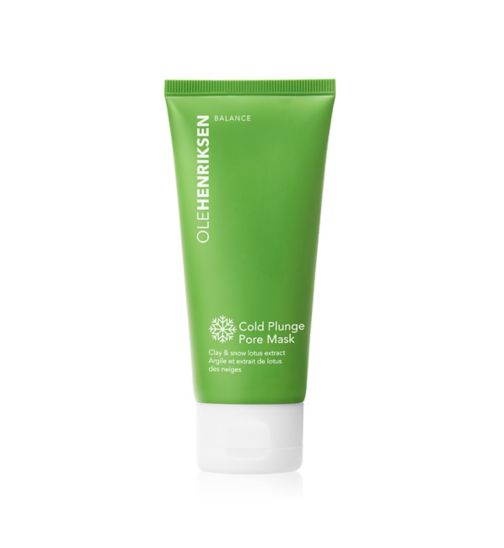 OLEHENRIKSEN
BALANCE
Cold Plunge
Pore Mask
Clay & snow lotus extract
Argile et extrait de lotus
des neiges